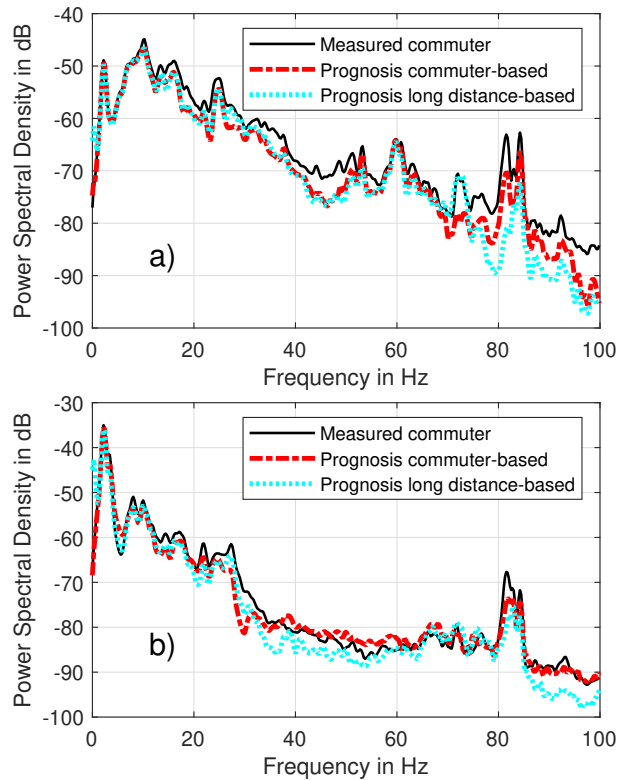 -40
-50
-60
-70
-80
-90
-100
Power Spectral Density in dB
Measured commuter
Prognosis commuter-based
Prognosis long distance-based
a)
0 20 40 60 80 100
Frequency in Hz
-30
-40
-50
-60
-70
-80
-90
-100
Power Spectral Density in dB
Measured commuter
Prognosis commuter-based
Prognosis long distance-based
b)
0 20 40 60 80 100
Frequency in Hz